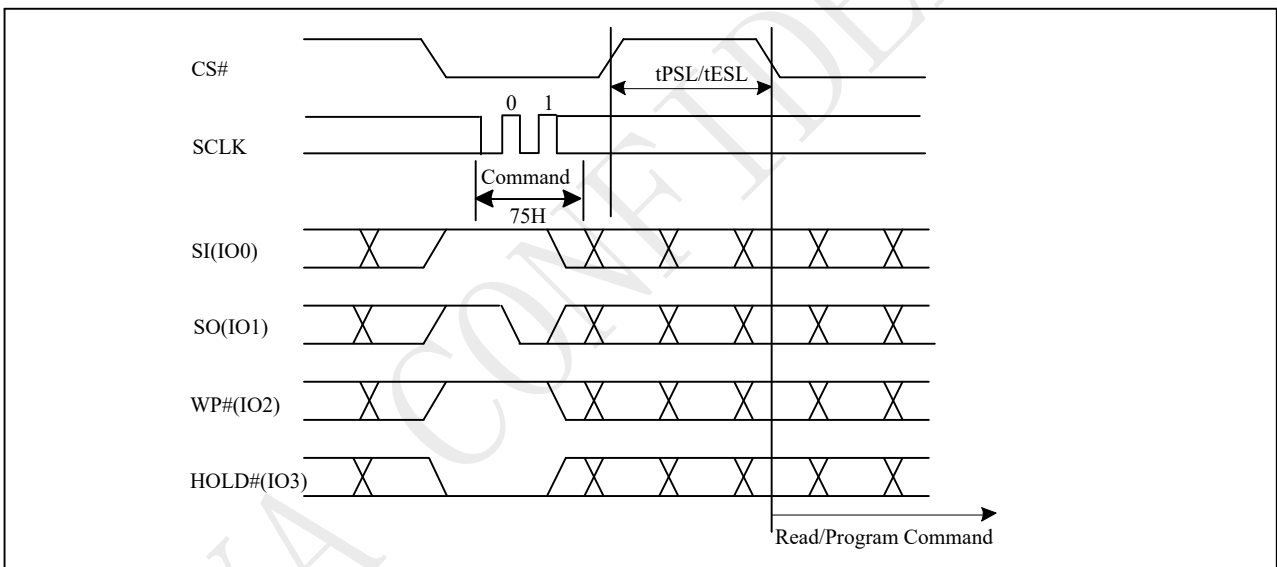 CS#
tPSL/tESL
0 1
SCLK
Command
75H
SI(IO0)
SO(IO1)
WP#(IO2)
HOLD#(IO3)
Read/Program Command